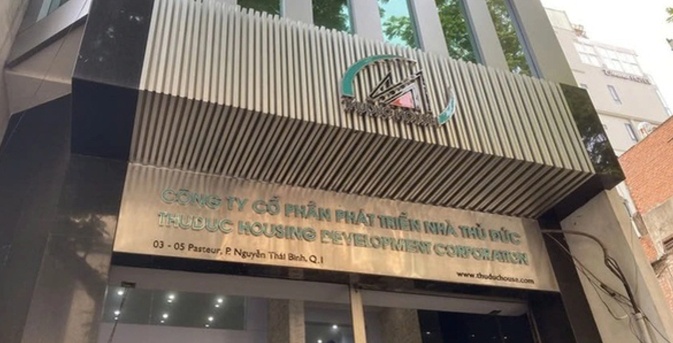 CÔNG TY CỔ PHẦN PHÁT TRIỂN NHÀ THỦ ĐỨC
THUDUC HOUSING DEVELOPMENT CORPORATION
03 - 05 Pasteur, P. Nguyễn Thái Bình, Q.1
www.thuduchouse.com